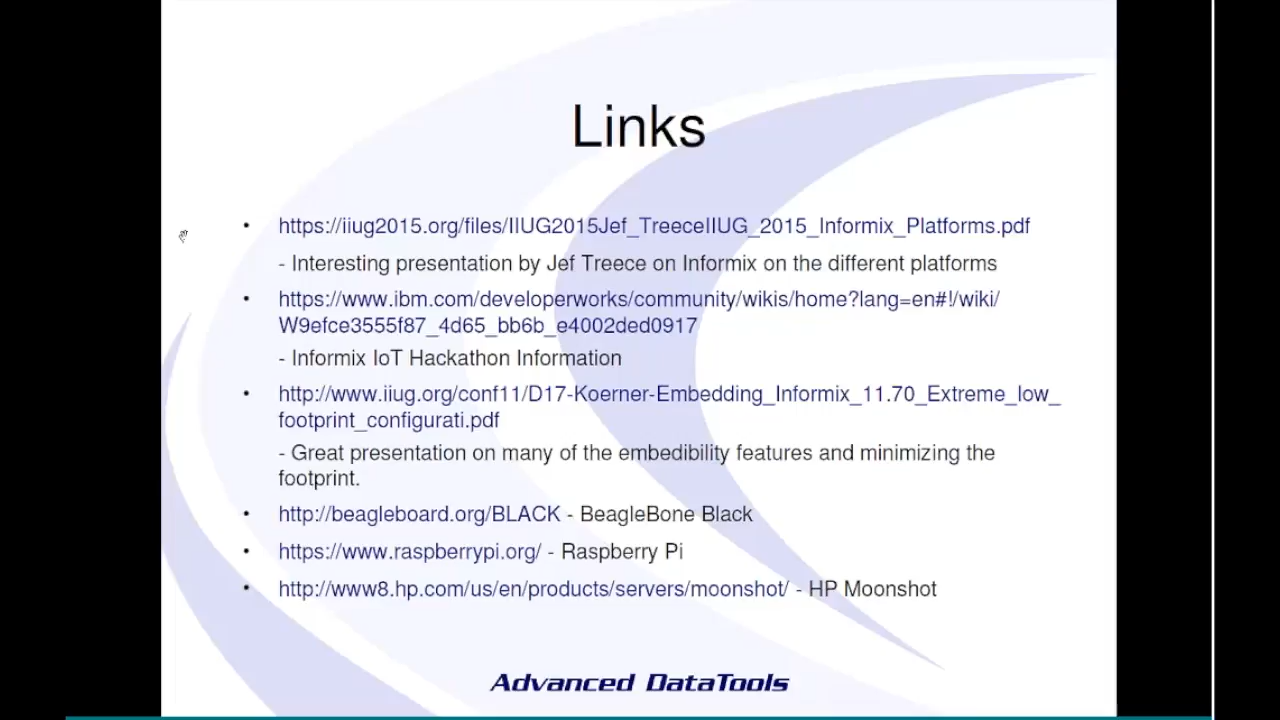 Links
• https://iiug2015.org/files/IIUG2015Jef_TreeceIIUG_2015_Informix_Platforms.pdf
- Interesting presentation by Jef Treece on Informix on the different platforms
• https://www.ibm.com/developerworks/community/wikis/home?lang=en#!/wiki/
W9efce3555f87_4d65_bb6b_e4002ded0917
- Informix IoT Hackathon Information
• http://www.iiug.org/conf11/D17-Koerner-Embedding_Informix_11.70_Extreme_low_
footprint_configurati.pdf
- Great presentation on many of the embedibility features and minimizing the
footprint.
• http://beagleboard.org/BLACK - BeagleBone Black
• https://www.raspberrypi.org/ - Raspberry Pi
• http://www8.hp.com/us/en/products/servers/moonshot/ - HP Moonshot
Advanced DataTools